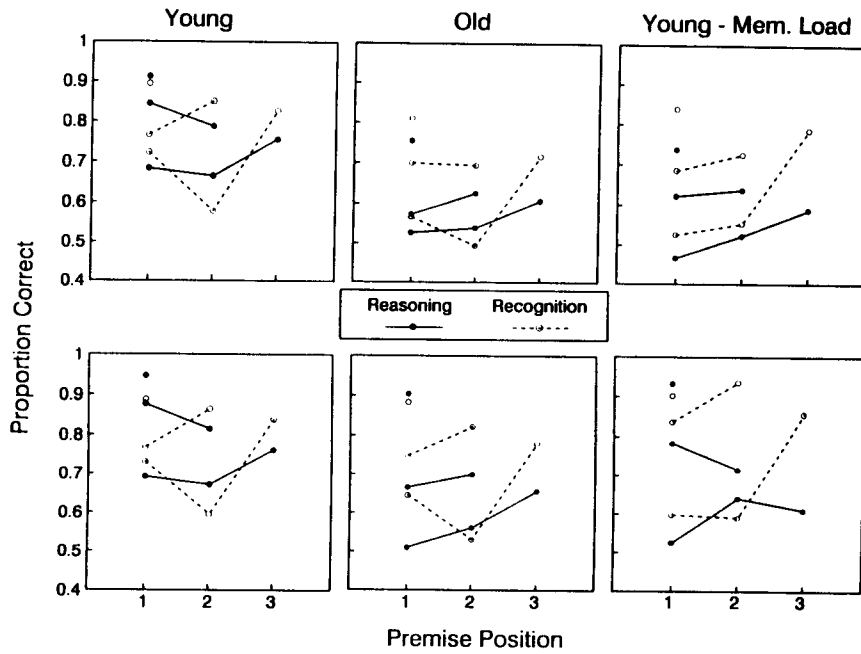 Young Old Young - Mem. Load
1
0.9
0.8
0.7
0.6
0.5
0.4
Reasoning Recognition
Proportion Correct
1
0.9
0.8
0.7
0.6
0.5
0.4
1 2 3 1 2 3 1 2 3
Premise Position